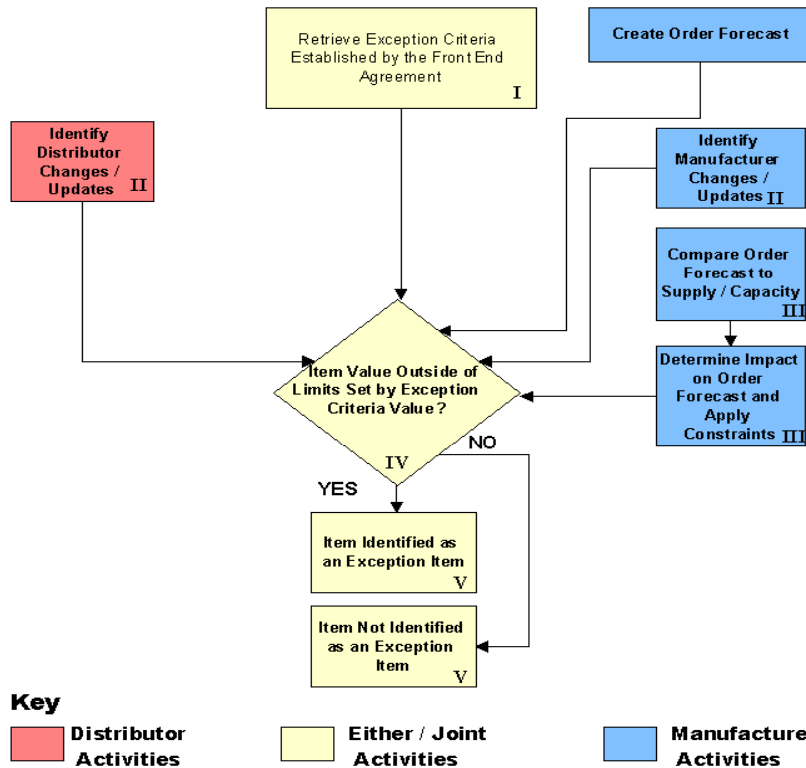 Retrieve Exception Criteria
Established by the Front End
Agreement
I
Create Order Forecast
Identify
Distributor
Changes /
Updates
II
Identify
Manufacturer
Changes /
Updates II
Compare Order
Forecast to
Supply / Capacity
III
Determine Impact
on Order
Forecast and
Apply
Constraints III
Item Value Outside of
Limits Set by Exception
Criteria Value?
IV
NO
YES
Item Identified as
an Exception Item
V
Item Not Identified
as an Exception
Item
V
Key
Distributor
Activities
Either / Joint
Activities
Manufacture
Activities